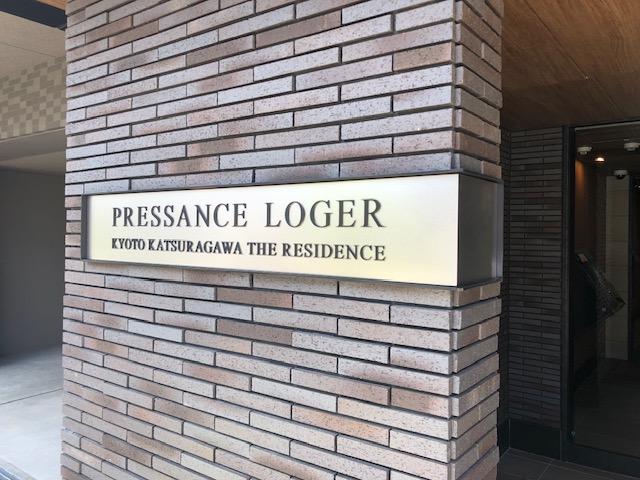 PRESSANCE LOGER
KYOTO KATSURAGAWA THE RESIDENCE